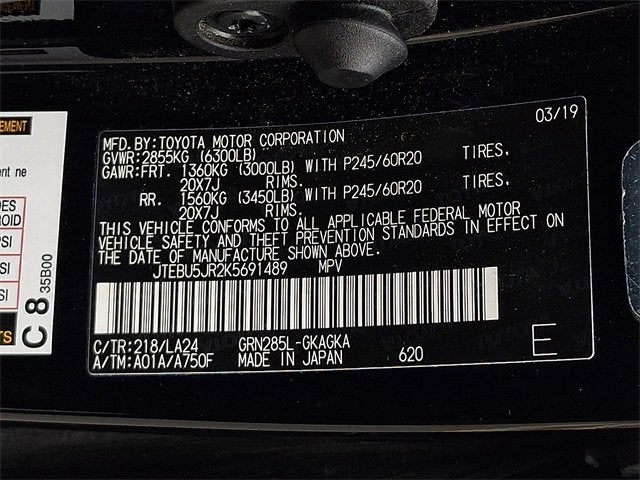 03/19
MFD. BY: TOYOTA MOTOR CORPORATION
GVWR: 2855KG (6300LB)
GAWR: FRT. 1360KG (3000LB) WITH P245/60R20 TIRES,
20X7J RIMS.
RR. 1560KG (3450LB) WITH P245/60R20 TIRES,
20X7J RIMS.
THIS VEHICLE CONFORMS TO ALL APPLICABLE FEDERAL MOTOR
VEHICLE SAFETY AND THEFT PREVENTION STANDARDS IN EFFECT ON
THE DATE OF MANUFACTURE SHOWN ABOVE.
JTEBU5JR2K5691489 MPV
C/TR: 218/LA24 GRN285L-GKAGKA
A/TM: A01A/A750F MADE IN JAPAN 620 E
C 8
35B00